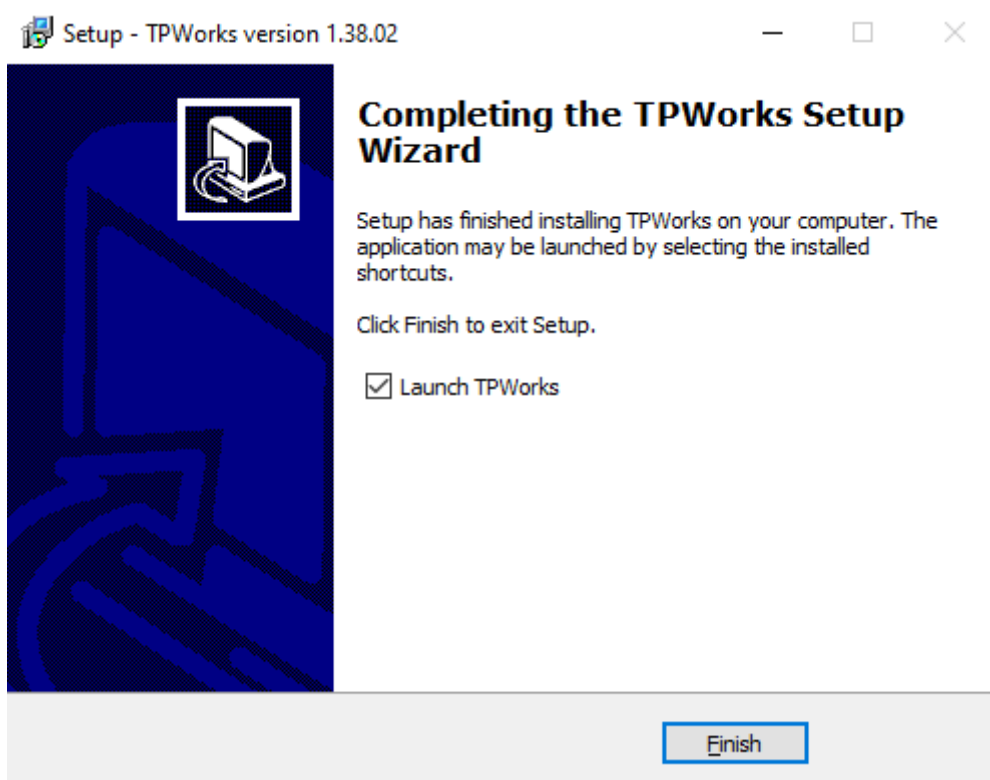 Setup - TPWorks version 1.38.02
Completing the TPWorks Setup
Wizard
Setup has finished installing TPWorks on your computer. The
application may be launched by selecting the installed
shortcuts.
Click Finish to exit Setup.
Launch TPWorks
Finish